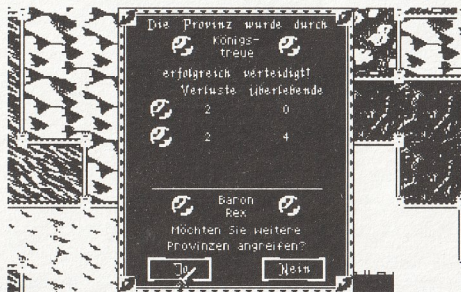 Die Provinz wurde durch
Königs-
treue
erfolgreich verteidigt!
Verluste Überlebende
2 0
2 4
Baron
Rex
Möchten Sie weitere
Provinzen angreifen?
Ja Nein